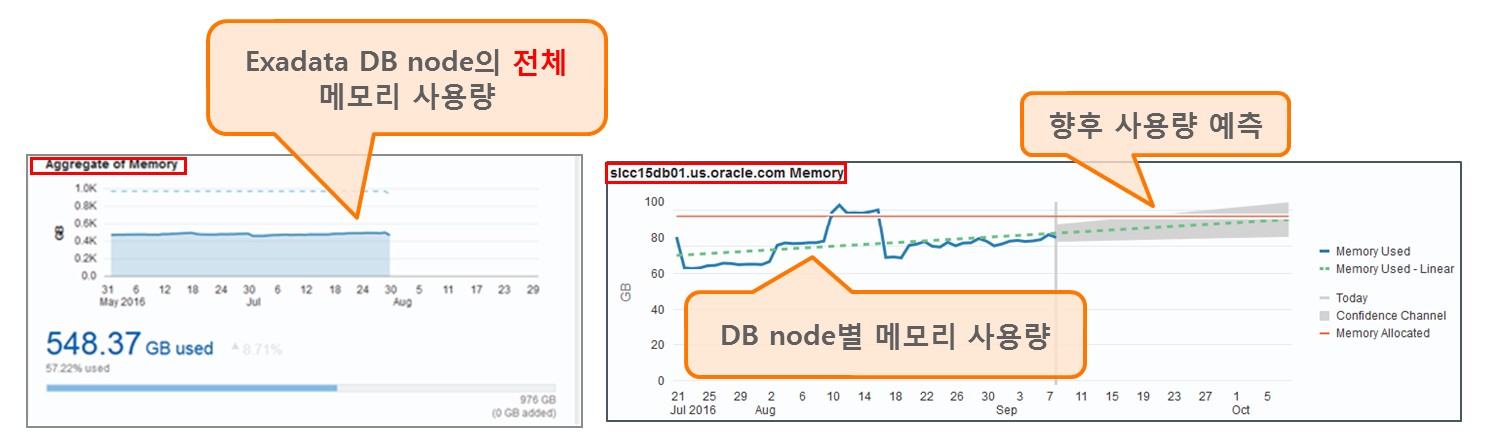 Exadata DB node의 전체
메모리 사용량
향후 사용량 예측
Aggregate of Memory
1.0K
0.8K
0.6K
0.4K
0.2K
0.0
GB
31 6 12 18 24 30 6 12 18 24 30 5 11 17 23 29
May 2016 Jul Aug
548.37 GB used ▲8.71%
57.22% used
976 GB
(0 GB added)
slcc15db01.us.oracle.com Memory
100
80
60
40
20
0
GB
DB node별 메모리 사용량
21 25 29 2 6 10 14 18 22 26 30 3 7 11 15 19 23 27 1 5
Jul 2016 Aug Sep Oct
Memory Used
Memory Used - Linear
Today
Confidence Channel
Memory Allocated